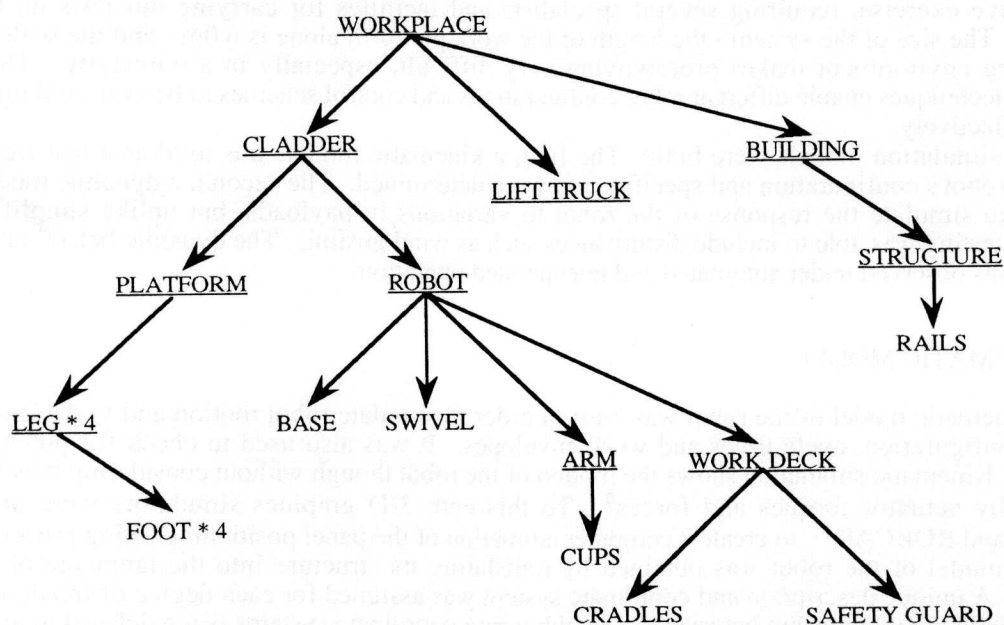 WORKPLACE
CLADDER
LIFT TRUCK
BUILDING
PLATFORM
ROBOT
STRUCTURE
RAILS
LEG * 4
BASE
SWIVEL
ARM
WORK DECK
FOOT * 4
CUPS
CRADLES
SAFETY GUARD